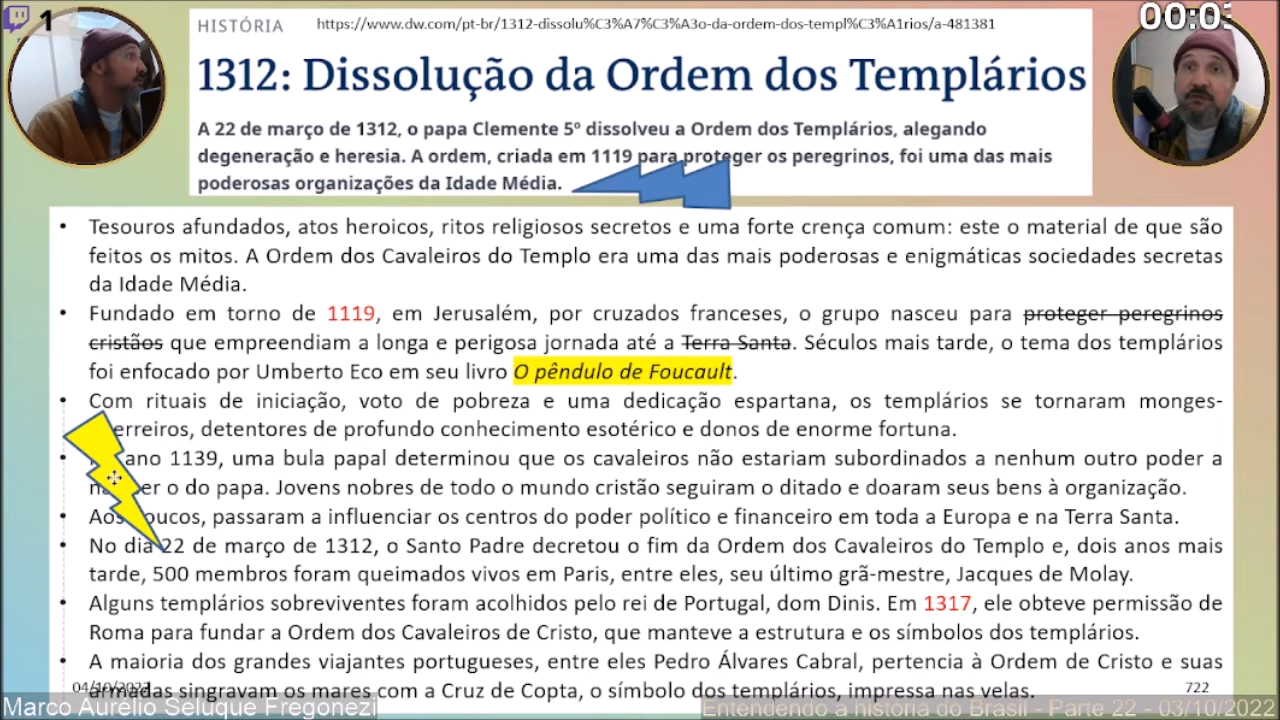 1
HISTÓRIA
https://www.dw.com/pt-br/1312-dissolu%C3%A7%C3%A3o-da-ordem-dos-templ%C3%A1rios/a-481381
00:0
1312: Dissolução da Ordem dos Templários
A 22 de março de 1312, o papa Clemente 5º dissolveu a Ordem dos Templários, alegando
degeneração e heresia. A ordem, criada em 1119 para proteger os peregrinos, foi uma das mais
poderosas organizações da Idade Média.
• Tesouros afundados, atos heroicos, ritos religiosos secretos e uma forte crença comum: este o material de que são
feitos os mitos. A Ordem dos Cavaleiros do Templo era uma das mais poderosas e enigmáticas sociedades secretas
da Idade Média.
• Fundado em torno de 1119, em Jerusalém, por cruzados franceses, o grupo nasceu para proteger peregrinos
cristãos que empreendiam a longa e perigosa jornada até a Terra Santa. Séculos mais tarde, o tema dos templários
foi enfocado por Umberto Eco em seu livro O pêndulo de Foucault.
• Com rituais de iniciação, voto de pobreza e uma dedicação espartana, os templários se tornaram monges-
erreiros, detentores de profundo conhecimento esotérico e donos de enorme fortuna.
• ano 1139, uma bula papal determinou que os cavaleiros não estariam subordinados a nenhum outro poder a
er o do papa. Jovens nobres de todo o mundo cristão seguiram o ditado e doaram seus bens à organização.
• Aos poucos, passaram a influenciar os centros do poder político e financeiro em toda a Europa e na Terra Santa.
• No dia 22 de março de 1312, o Santo Padre decretou o fim da Ordem dos Cavaleiros do Templo e, dois anos mais
tarde, 500 membros foram queimados vivos em Paris, entre eles, seu último grã-mestre, Jacques de Molay.
• Alguns templários sobreviventes foram acolhidos pelo rei de Portugal, dom Dinis. Em 1317, ele obteve permissão de
Roma para fundar a Ordem dos Cavaleiros de Cristo, que manteve a estrutura e os símbolos dos templários.
• A maioria dos grandes viajantes portugueses, entre eles Pedro Álvares Cabral, pertencia à Ordem de Cristo e suas
armadas singravam os mares com a Cruz de Copta, o símbolo dos templários, impressa nas velas.
04/10/2022
722
Marco Aurélio Seluque Fregonezi
Entendendo a história do Brasil - Parte 22 - 03/10/2022